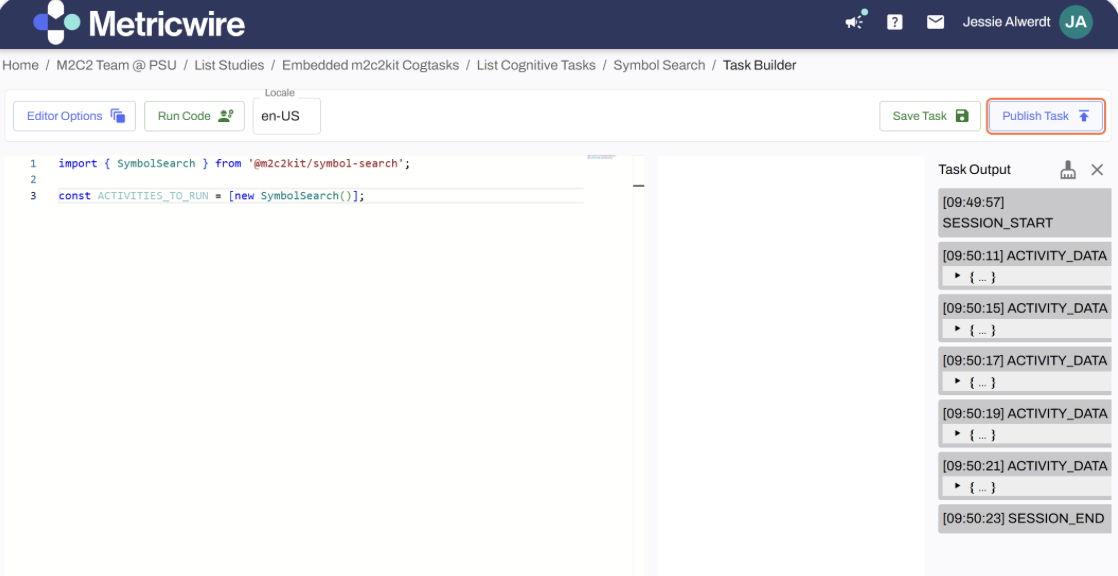 Metricwire
? Jessie Alwerdt JA
Home / M2C2 Team @ PSU / List Studies / Embedded m2c2kit Cogtasks / List Cognitive Tasks / Symbol Search / Task Builder
Locale
Editor Options Run Code en-US Save Task Publish Task
1 import { SymbolSearch } from '@m2c2kit/symbol-search';
2
3 const ACTIVITIES_TO_RUN = [new SymbolSearch()];
Task Output
[09:49:57]
SESSION_START
[09:50:11] ACTIVITY_DATA
{ ... }
[09:50:15] ACTIVITY_DATA
{ ... }
[09:50:17] ACTIVITY_DATA
{ ... }
[09:50:19] ACTIVITY_DATA
{ ... }
[09:50:21] ACTIVITY_DATA
{ ... }
[09:50:23] SESSION_END